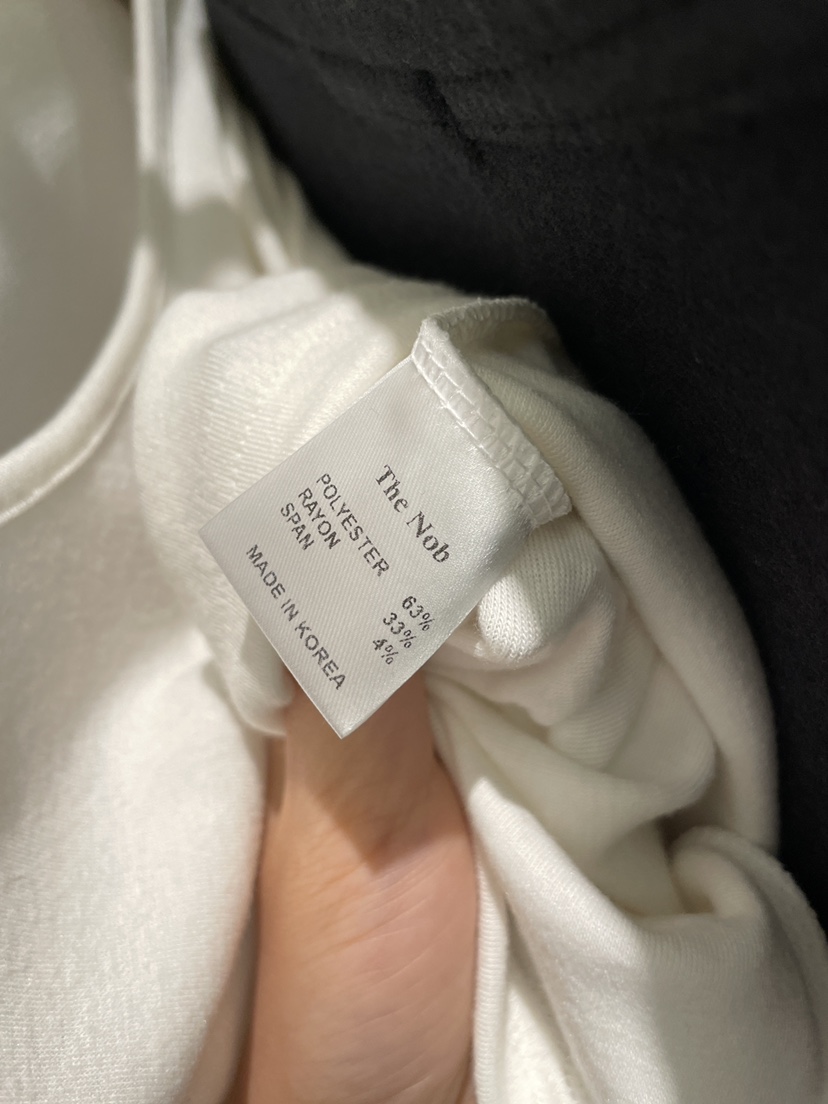 The Nob
POLYESTER 63%
RAYON 33%
SPAN 4%
MADE IN KOREA